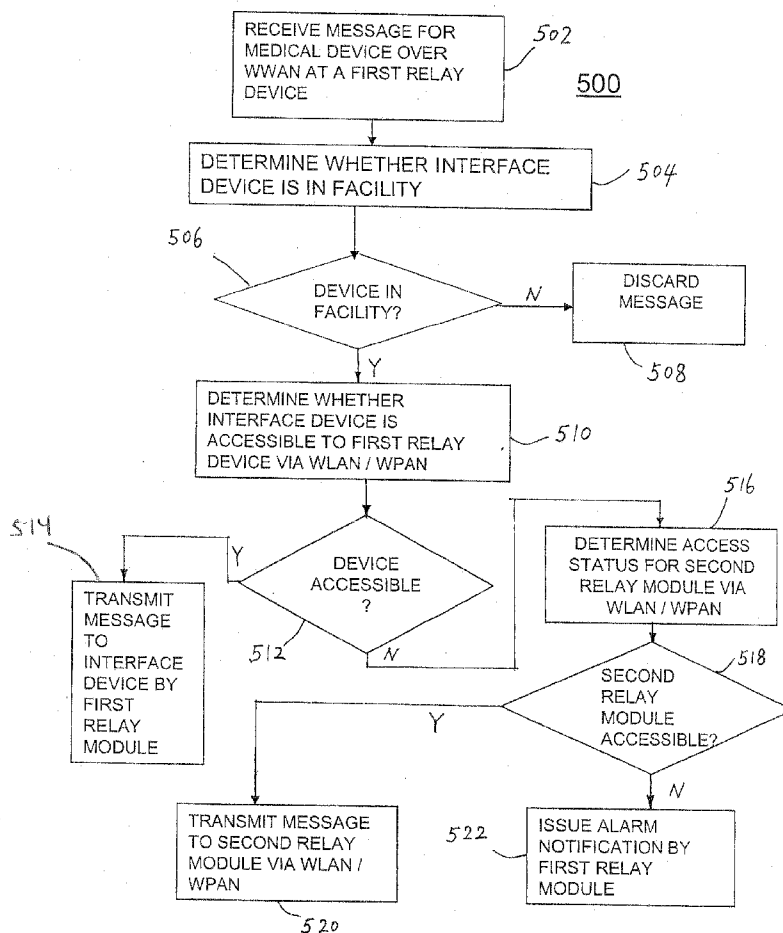 RECEIVE MESSAGE FOR
MEDICAL DEVICE OVER
WWAN AT A FIRST RELAY
DEVICE
502
500
DETERMINE WHETHER INTERFACE
DEVICE IS IN FACILITY
504
506
DEVICE IN
FACILITY?
N
DISCARD
MESSAGE
508
Y
DETERMINE WHETHER
INTERFACE DEVICE IS
ACCESSIBLE TO FIRST RELAY
DEVICE VIA WLAN / WPAN
510
516
514
Y
DEVICE
ACCESSIBLE
?
512
N
DETERMINE ACCESS
STATUS FOR SECOND
RELAY MODULE VIA
WLAN / WPAN
TRANSMIT
MESSAGE
TO
INTERFACE
DEVICE BY
FIRST
RELAY
MODULE
518
SECOND
RELAY
MODULE
ACCESSIBLE?
Y
N
TRANSMIT MESSAGE
TO SECOND RELAY
MODULE VIA WLAN /
WPAN
520
522
ISSUE ALARM
NOTIFICATION BY
FIRST RELAY
MODULE